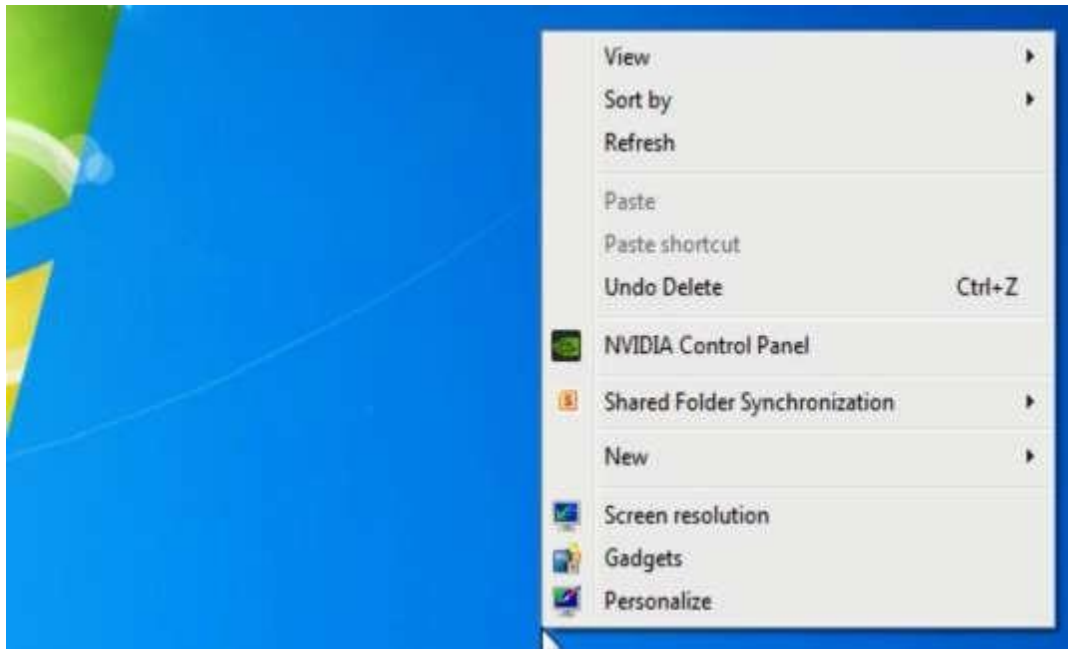 View
Sort by
Refresh
Paste
Paste shortcut
Undo Delete Ctrl+Z
NVIDIA Control Panel
Shared Folder Synchronization
New
Screen resolution
Gadgets
Personalize